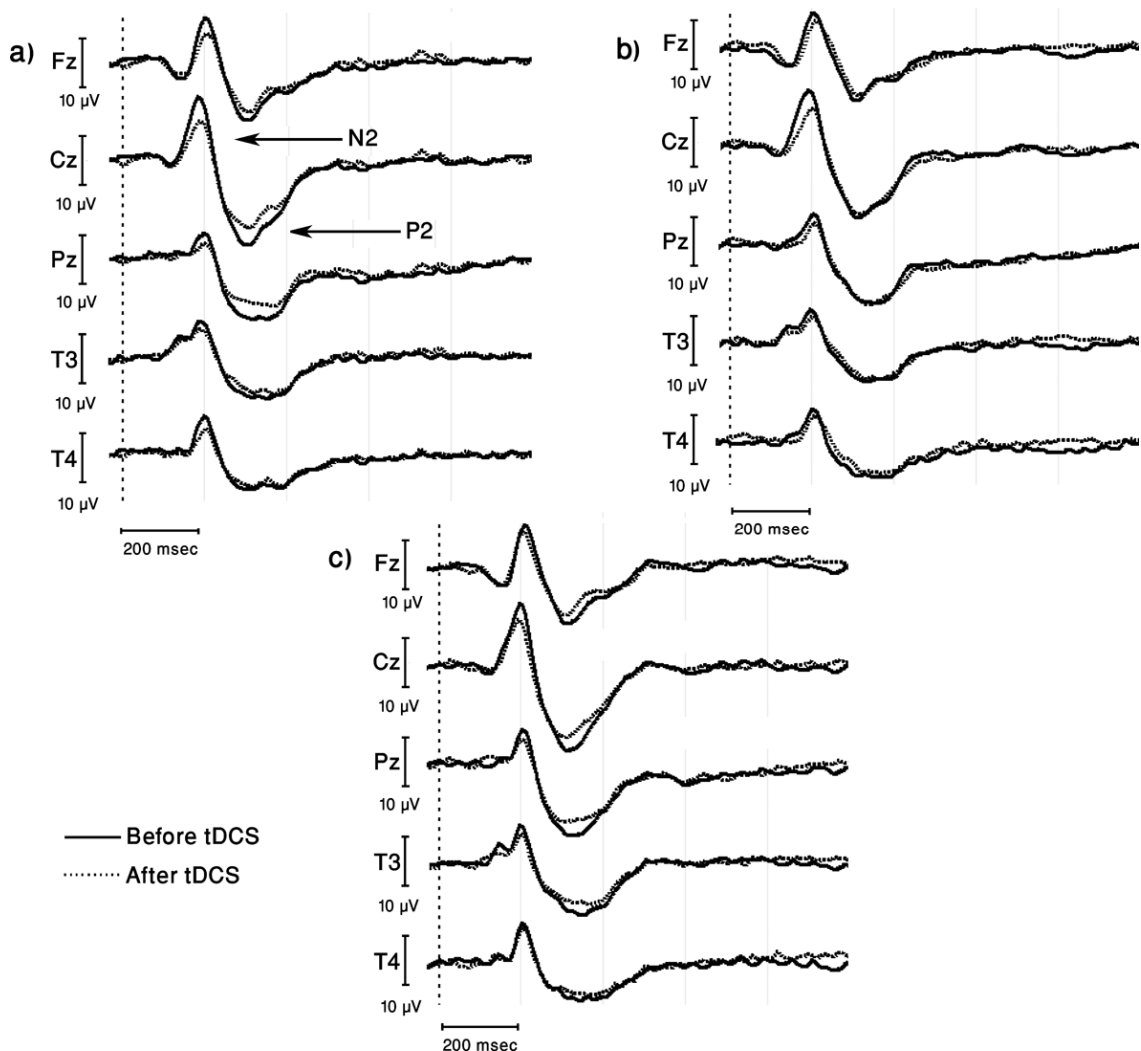 a)
Fz
10 µV
Cz
10 µV
N2
P2
Pz
10 µV
T3
10 µV
T4
10 µV
200 msec
b)
Fz
10 µV
Cz
10 µV
Pz
10 µV
T3
10 µV
T4
10 µV
200 msec
c)
Fz
10 µV
Cz
10 µV
Pz
10 µV
T3
10 µV
T4
10 µV
200 msec
Before tDCS
After tDCS